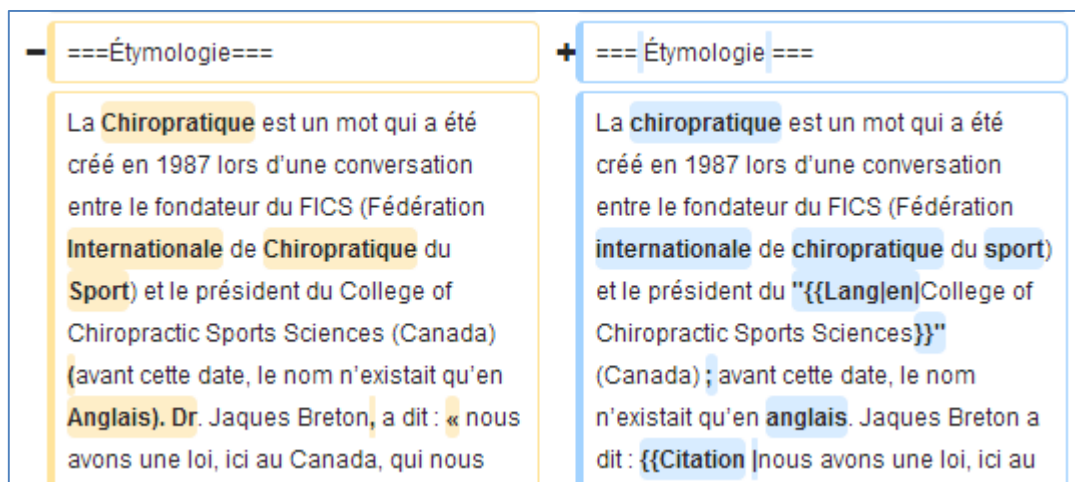 − ===Étymologie===
La Chiropratique est un mot qui a été
créé en 1987 lors d’une conversation
entre le fondateur du FICS (Fédération
Internationale de Chiropratique du
Sport) et le président du College of
Chiropractic Sports Sciences (Canada)
(avant cette date, le nom n’existait qu’en
Anglais). Dr. Jaques Breton, a dit : « nous
avons une loi, ici au Canada, qui nous
+ === Étymologie ===
La chiropratique est un mot qui a été
créé en 1987 lors d’une conversation
entre le fondateur du FICS (Fédération
internationale de chiropratique du sport)
et le président du "{{Lang|en|College of
Chiropractic Sports Sciences}}"
(Canada) ; avant cette date, le nom
n’existait qu’en anglais. Jaques Breton a
dit : {{Citation |nous avons une loi, ici au